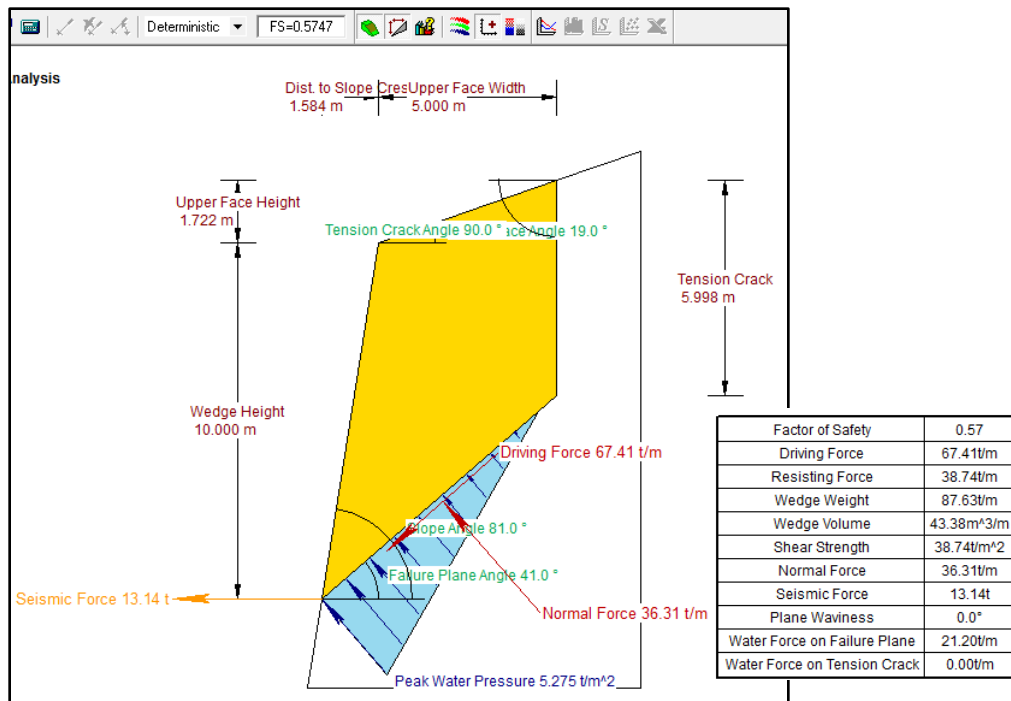 Deterministic FS=0.5747
nalysis
Dist. to Slope Cres Upper Face Width
1.584 m 5.000 m
Upper Face Height
1.722 m
Tension Crack Angle 90.0 ° ace Angle 19.0 °
Tension Crack
5.998 m
Wedge Height
10.000 m
Driving Force 67.41 t/m
Slope Angle 81.0 °
Failure Plane Angle 41.0 °
Seismic Force 13.14 t
Normal Force 36.31 t/m
Peak Water Pressure 5.275 t/m^2
Factor of Safety 0.57
Driving Force 67.41t/m
Resisting Force 38.74t/m
Wedge Weight 87.63t/m
Wedge Volume 43.38m^3/m
Shear Strength 38.74t/m^2
Normal Force 36.31t/m
Seismic Force 13.14t
Plane Waviness 0.0°
Water Force on Failure Plane 21.20t/m
Water Force on Tension Crack 0.00t/m